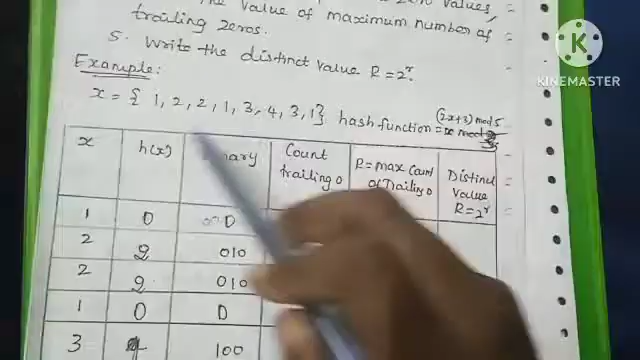 the value of maximum number of
trailing zeros.
5. Write the distinct value R = 2^r.
Example:
x = { 1, 2, 2, 1, 3, 4, 3, 1} hash function = (2x+3) mod 5
x h(x) Count trailing 0 R = max Count of Trailing 0 Distinct value R = 2^r
1 0 000
2 2 010
2 2 010
1 0 0
3 4 100
KINEMASTER